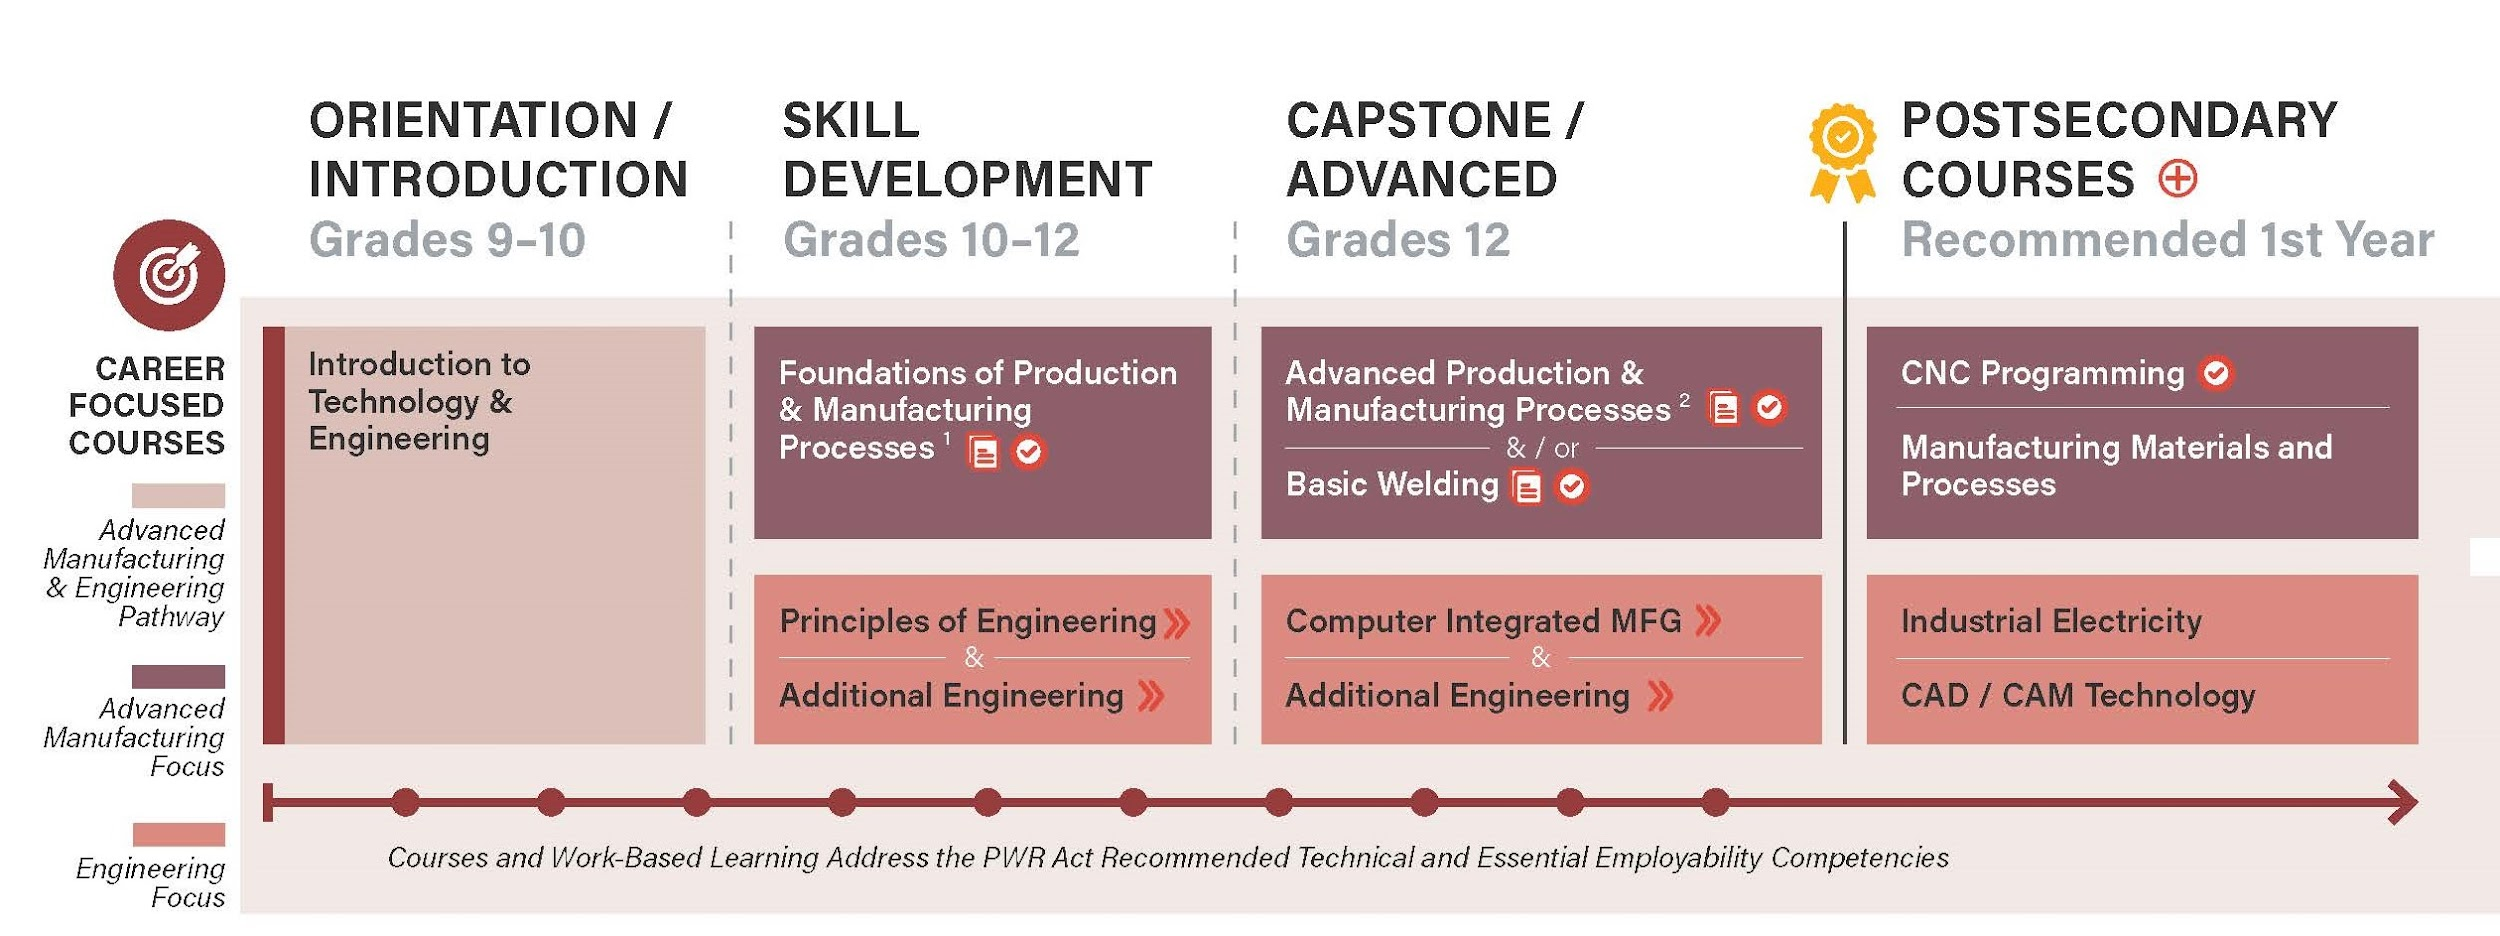 ORIENTATION /
INTRODUCTION
Grades 9–10
SKILL
DEVELOPMENT
Grades 10–12
CAPSTONE /
ADVANCED
Grades 12
POSTSECONDARY
COURSES
Recommended 1st Year
CAREER
FOCUSED
COURSES
Advanced
Manufacturing
& Engineering
Pathway
Advanced
Manufacturing
Focus
Engineering
Focus
Introduction to
Technology &
Engineering
Foundations of Production
& Manufacturing
Processes 1
Principles of Engineering
&
Additional Engineering
Advanced Production &
Manufacturing Processes 2
& / or
Basic Welding
Computer Integrated MFG
&
Additional Engineering
CNC Programming
Manufacturing Materials and
Processes
Industrial Electricity
CAD / CAM Technology
Courses and Work-Based Learning Address the PWR Act Recommended Technical and Essential Employability Competencies